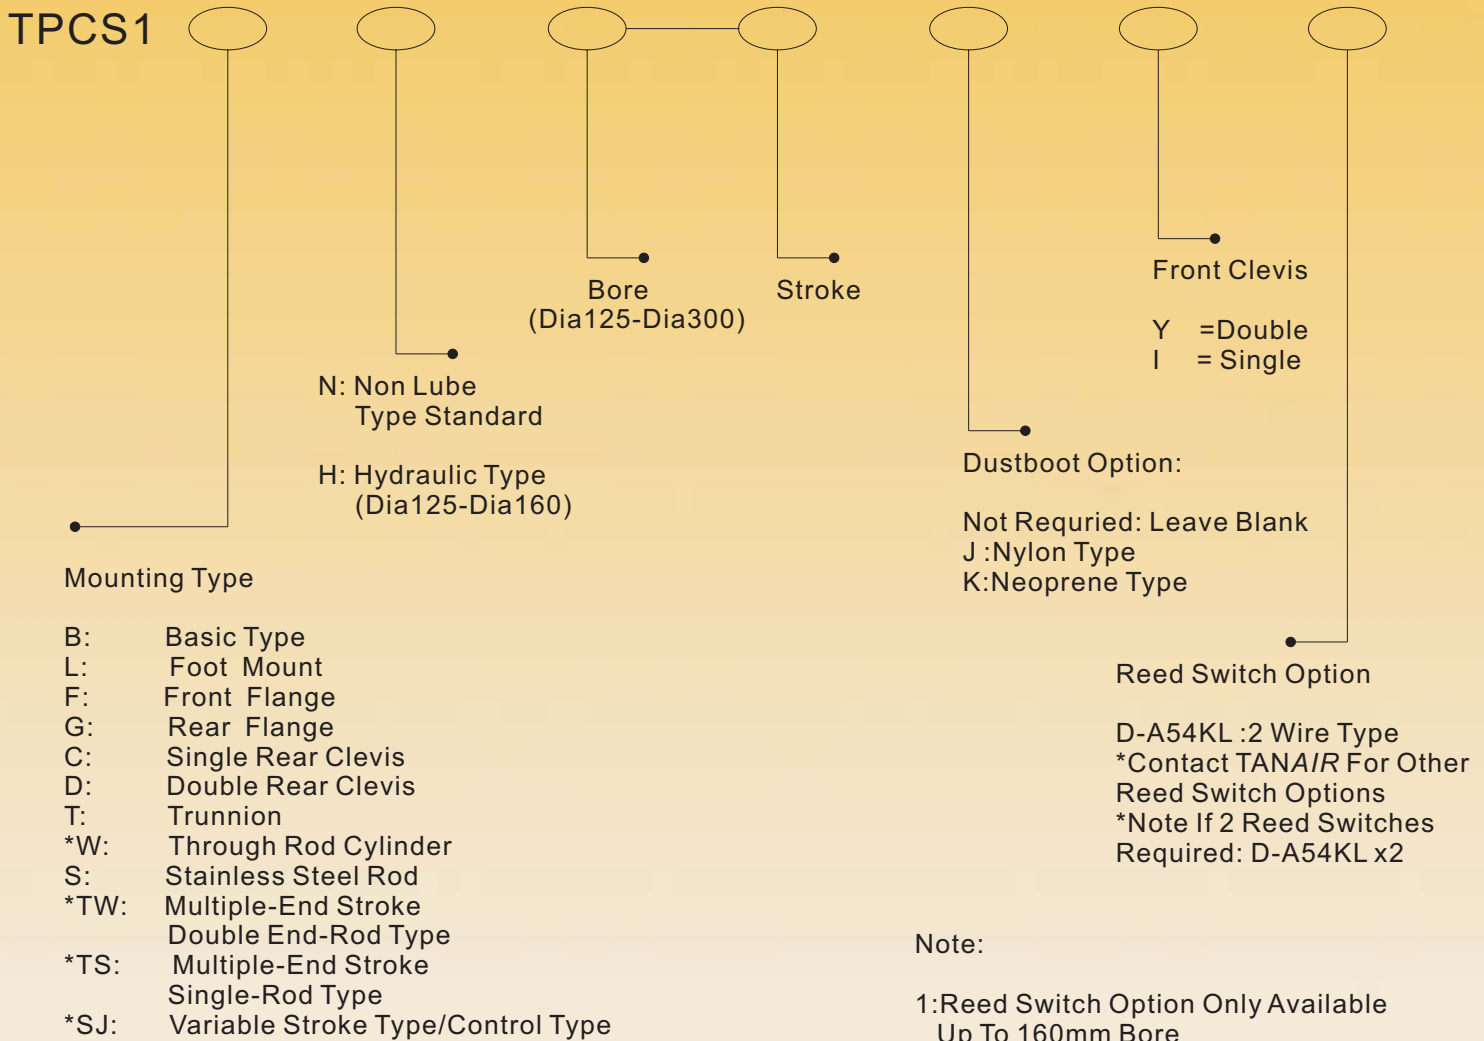 TPCS1
Bore
(Dia125-Dia300)
Stroke
Front Clevis
Y =Double
I = Single
N: Non Lube
Type Standard
H: Hydraulic Type
(Dia125-Dia160)
Dustboot Option:
Not Requried: Leave Blank
J :Nylon Type
K:Neoprene Type
Mounting Type
B: Basic Type
L: Foot Mount
F: Front Flange
G: Rear Flange
C: Single Rear Clevis
D: Double Rear Clevis
T: Trunnion
*W: Through Rod Cylinder
S: Stainless Steel Rod
*TW: Multiple-End Stroke
Double End-Rod Type
*TS: Multiple-End Stroke
Single-Rod Type
*SJ: Variable Stroke Type/Control Type
Reed Switch Option
D-A54KL :2 Wire Type
*Contact TANAIR For Other
Reed Switch Options
*Note If 2 Reed Switches
Required: D-A54KL x2
Note:
1:Reed Switch Option Only Available
Up To 160mm Bore